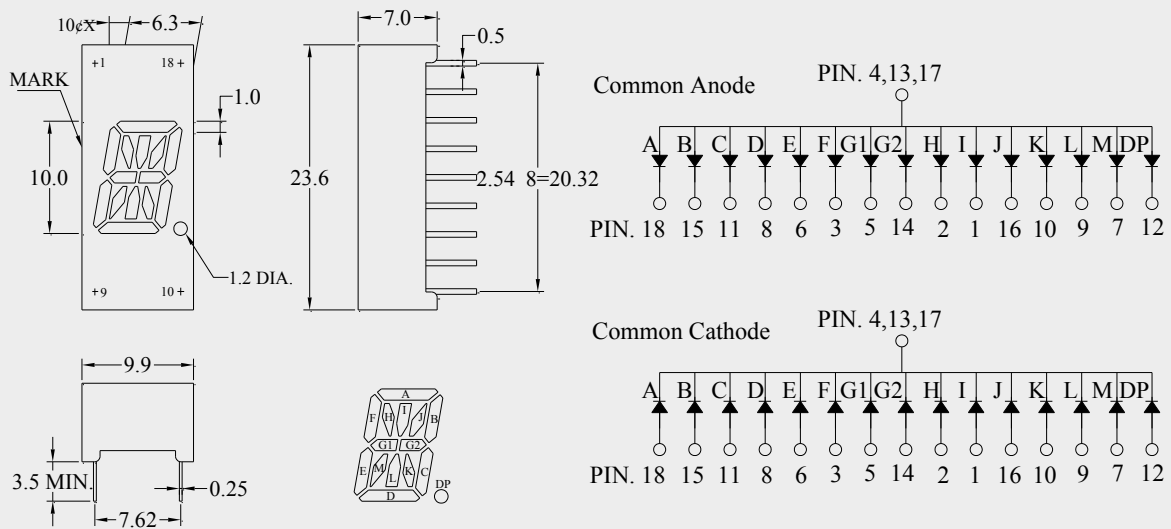 10¢X 6.3
+1 18+
MARK
1.0
10.0
1.2 DIA.
+9 10+
7.0
0.5
23.6
2.54 8=20.32
9.9
3.5 MIN.
0.25
7.62
A
F H I J B
G1 G2
E M L K C
D DP
Common Anode
PIN. 4,13,17
A B C D E F G1 G2 H I J K L M DP
PIN. 18 15 11 8 6 3 5 14 2 1 16 10 9 7 12
Common Cathode
PIN. 4,13,17
A B C D E F G1 G2 H I J K L M DP
PIN. 18 15 11 8 6 3 5 14 2 1 16 10 9 7 12